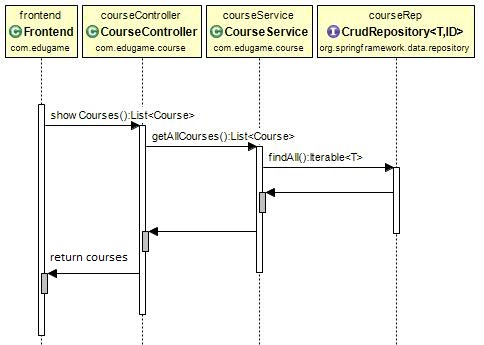 frontend
C Frontend
com.edugame
courseController
C CourseController
com.edugame.course
courseService
C CourseService
com.edugame.course
courseRep
I CrudRepository<T,ID>
org.springframework.data.repository
show Courses():List<Course>
getAllCourses():List<Course>
findAll():Iterable<T>
return courses